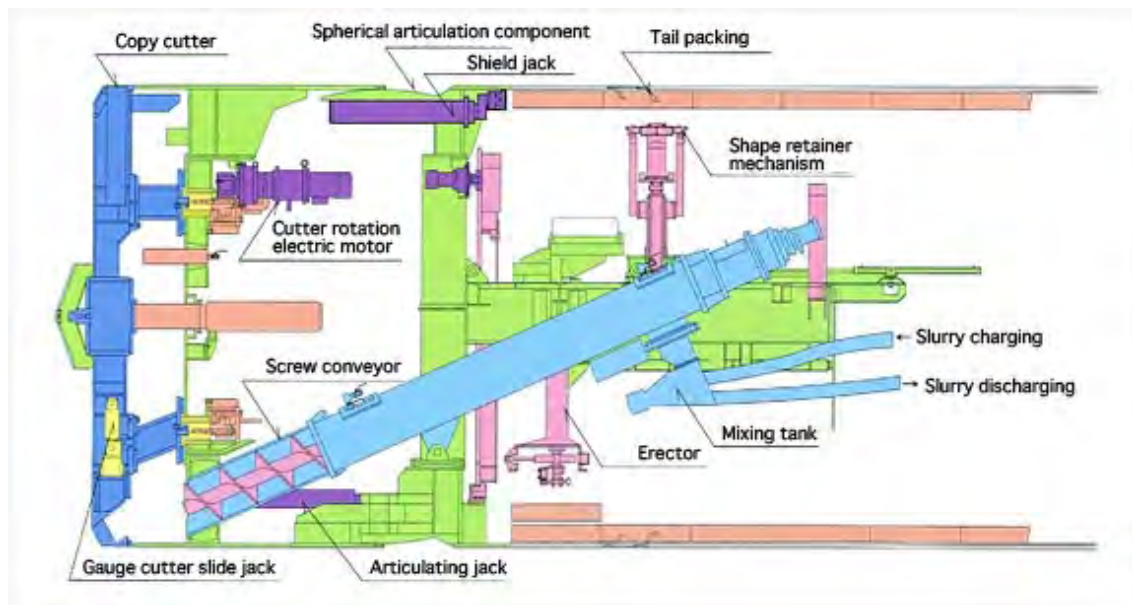 Copy cutter
Spherical articulation component
Shield jack
Tail packing
Shape retainer
mechanism
Cutter rotation
electric motor
Screw conveyor
Slurry charging
Slurry discharging
Mixing tank
Erector
Gauge cutter slide jack
Articulating jack